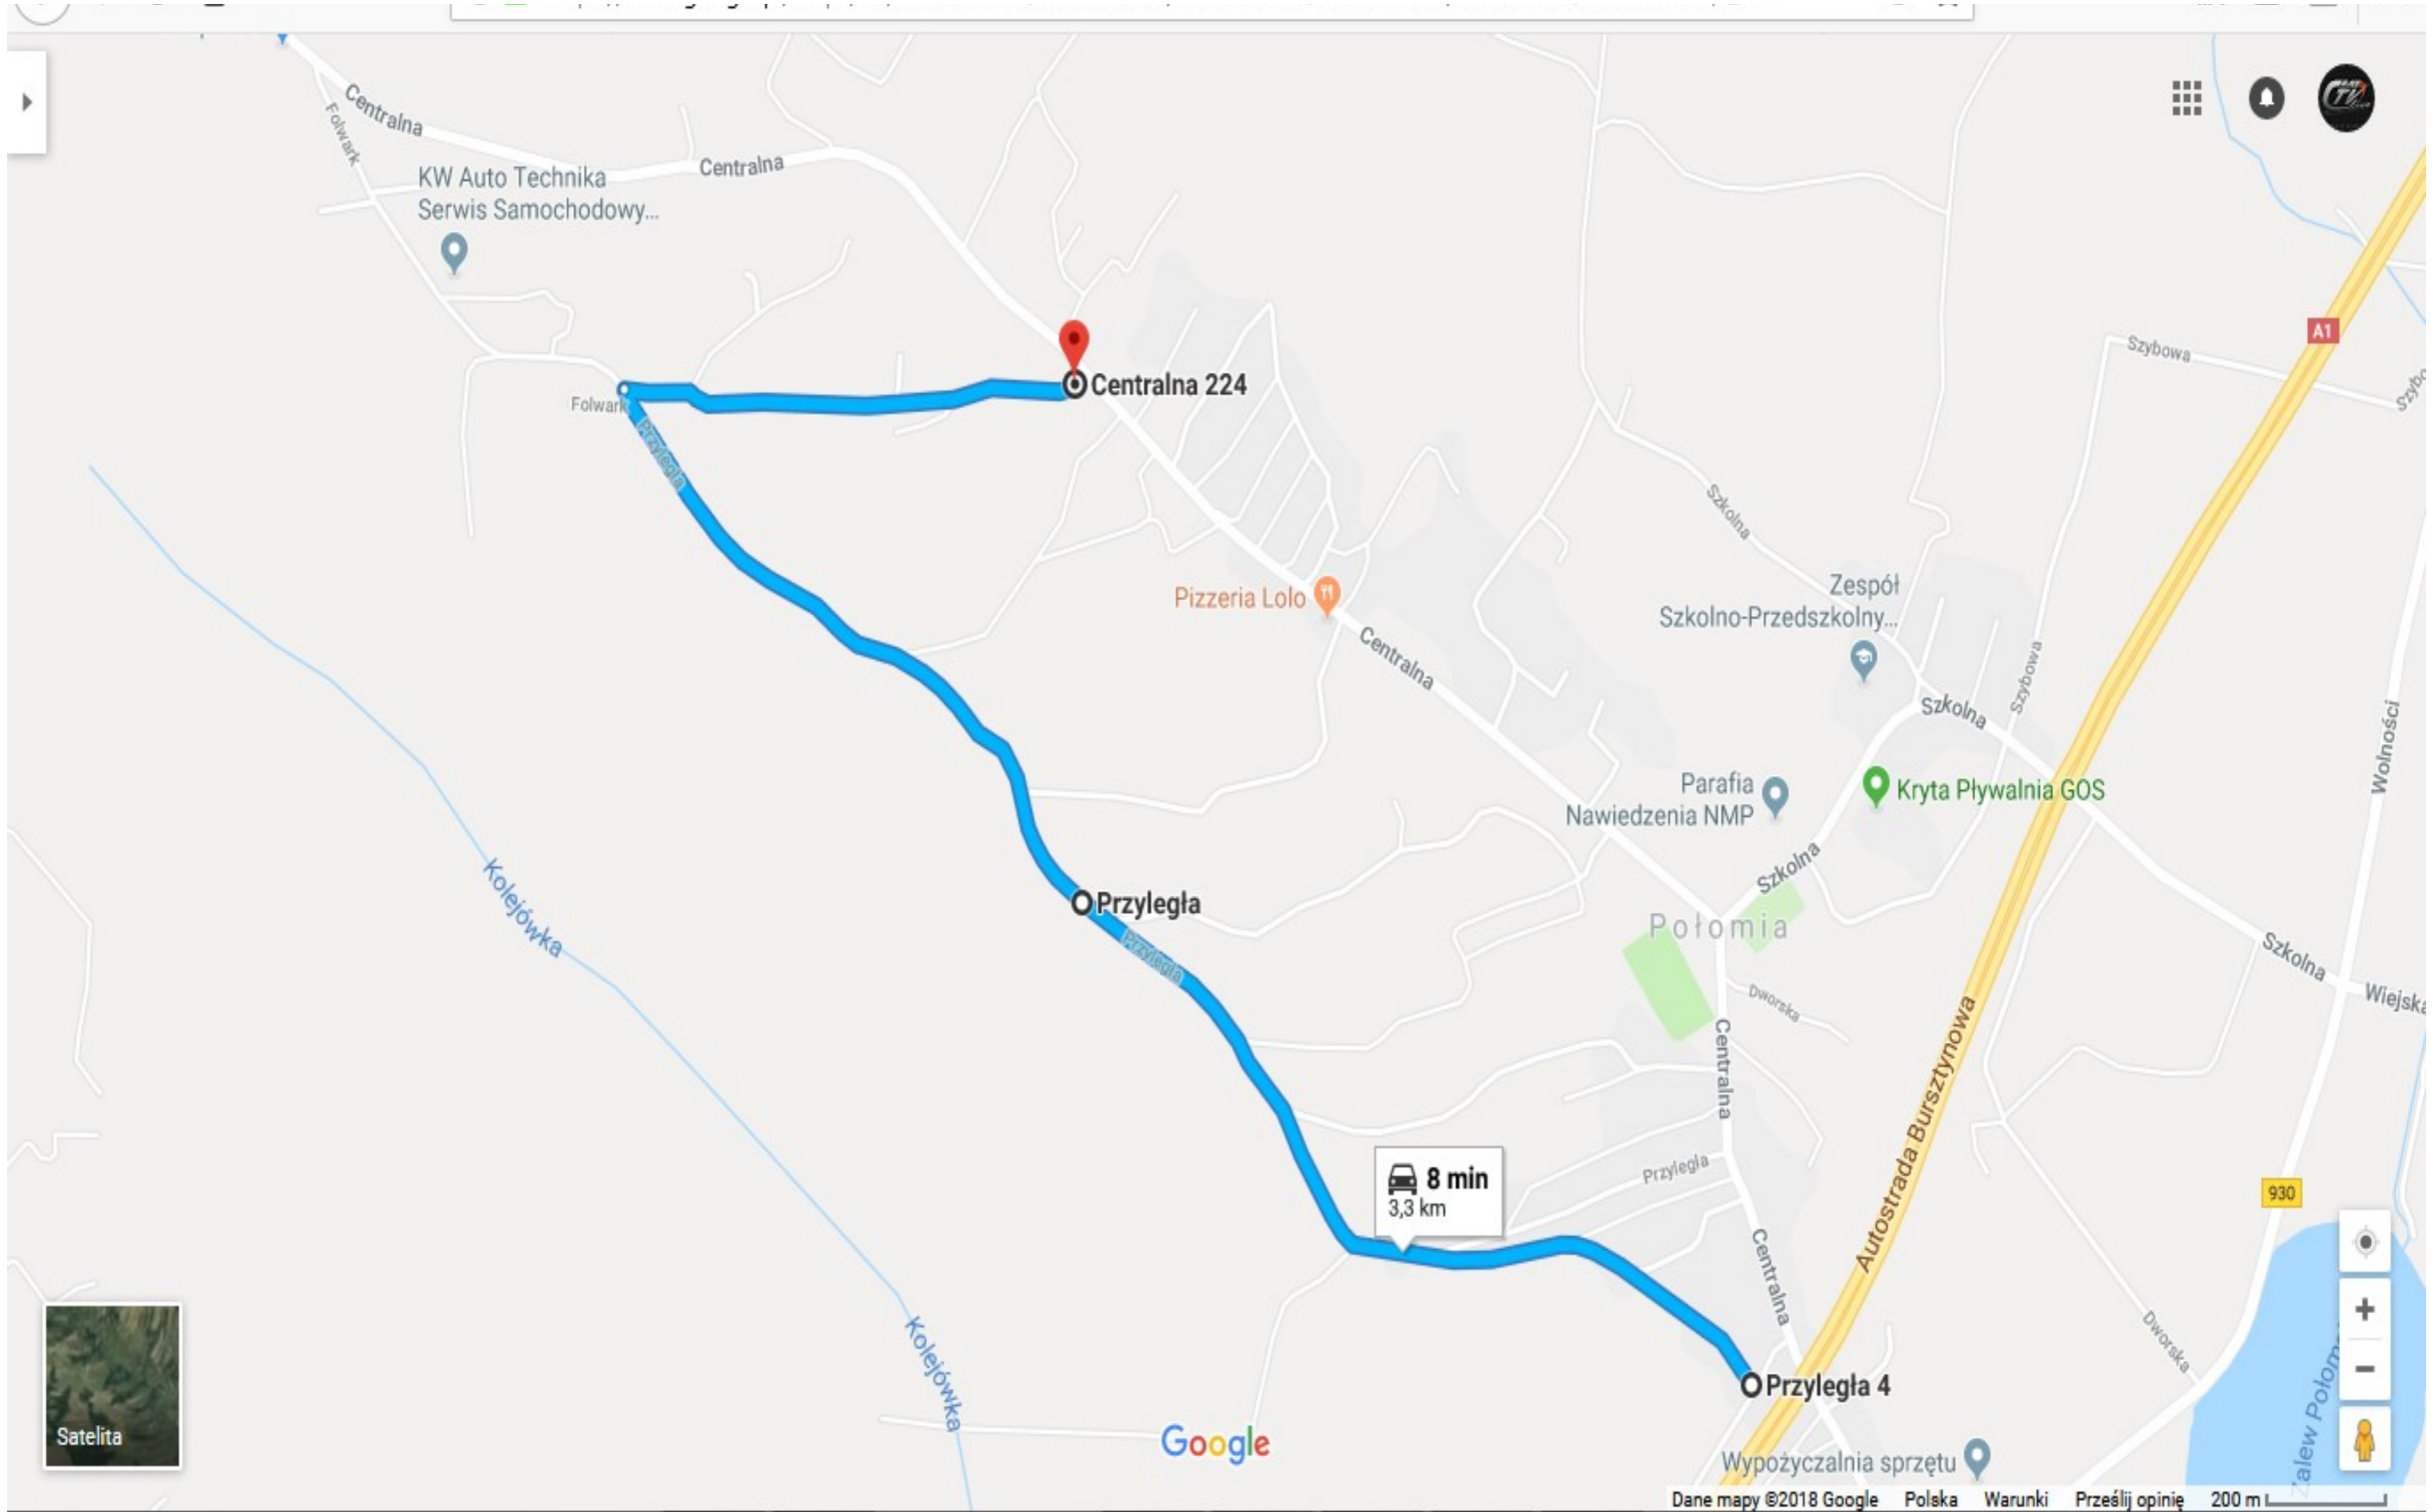 Centralna
Folwark
Centralna
KW Auto Technika
Serwis Samochodowy...
A1
Szybowa
Centralna 224
Folwark
Przyległa
Szkolna
Pizzeria Lolo
Zespół
Szkolno-Przedszkolny...
Centralna
Szybowa
Szkolna
Wolności
Parafia
Nawiedzenia NMP
Kryta Pływalnia GOS
Szkolna
Kolejówka
Przyległa
Przyległa
Połomia
Szkolna
Wiejska
Dworska
Centralna
Autostrada Bursztynowa
8 min
3,3 km
Przyległa
930
Centralna
Kolejówka
Przyległa 4
Dworska
Satelita
Google
Wypożyczalnia sprzętu
Dane mapy ©2018 Google Polska Warunki Prześlij opinię 200 m